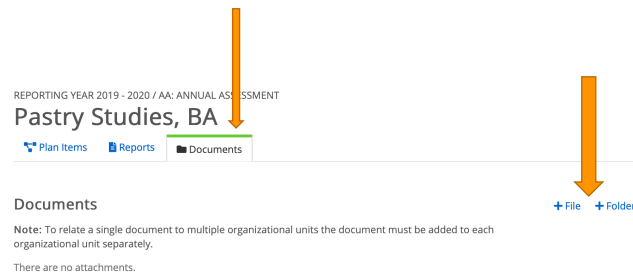 REPORTING YEAR 2019 - 2020 / AA: ANNUAL ASSESSMENT
Pastry Studies, BA
Plan Items Reports Documents
Documents + File + Folder
Note: To relate a single document to multiple organizational units the document must be added to each
organizational unit separately.
There are no attachments.